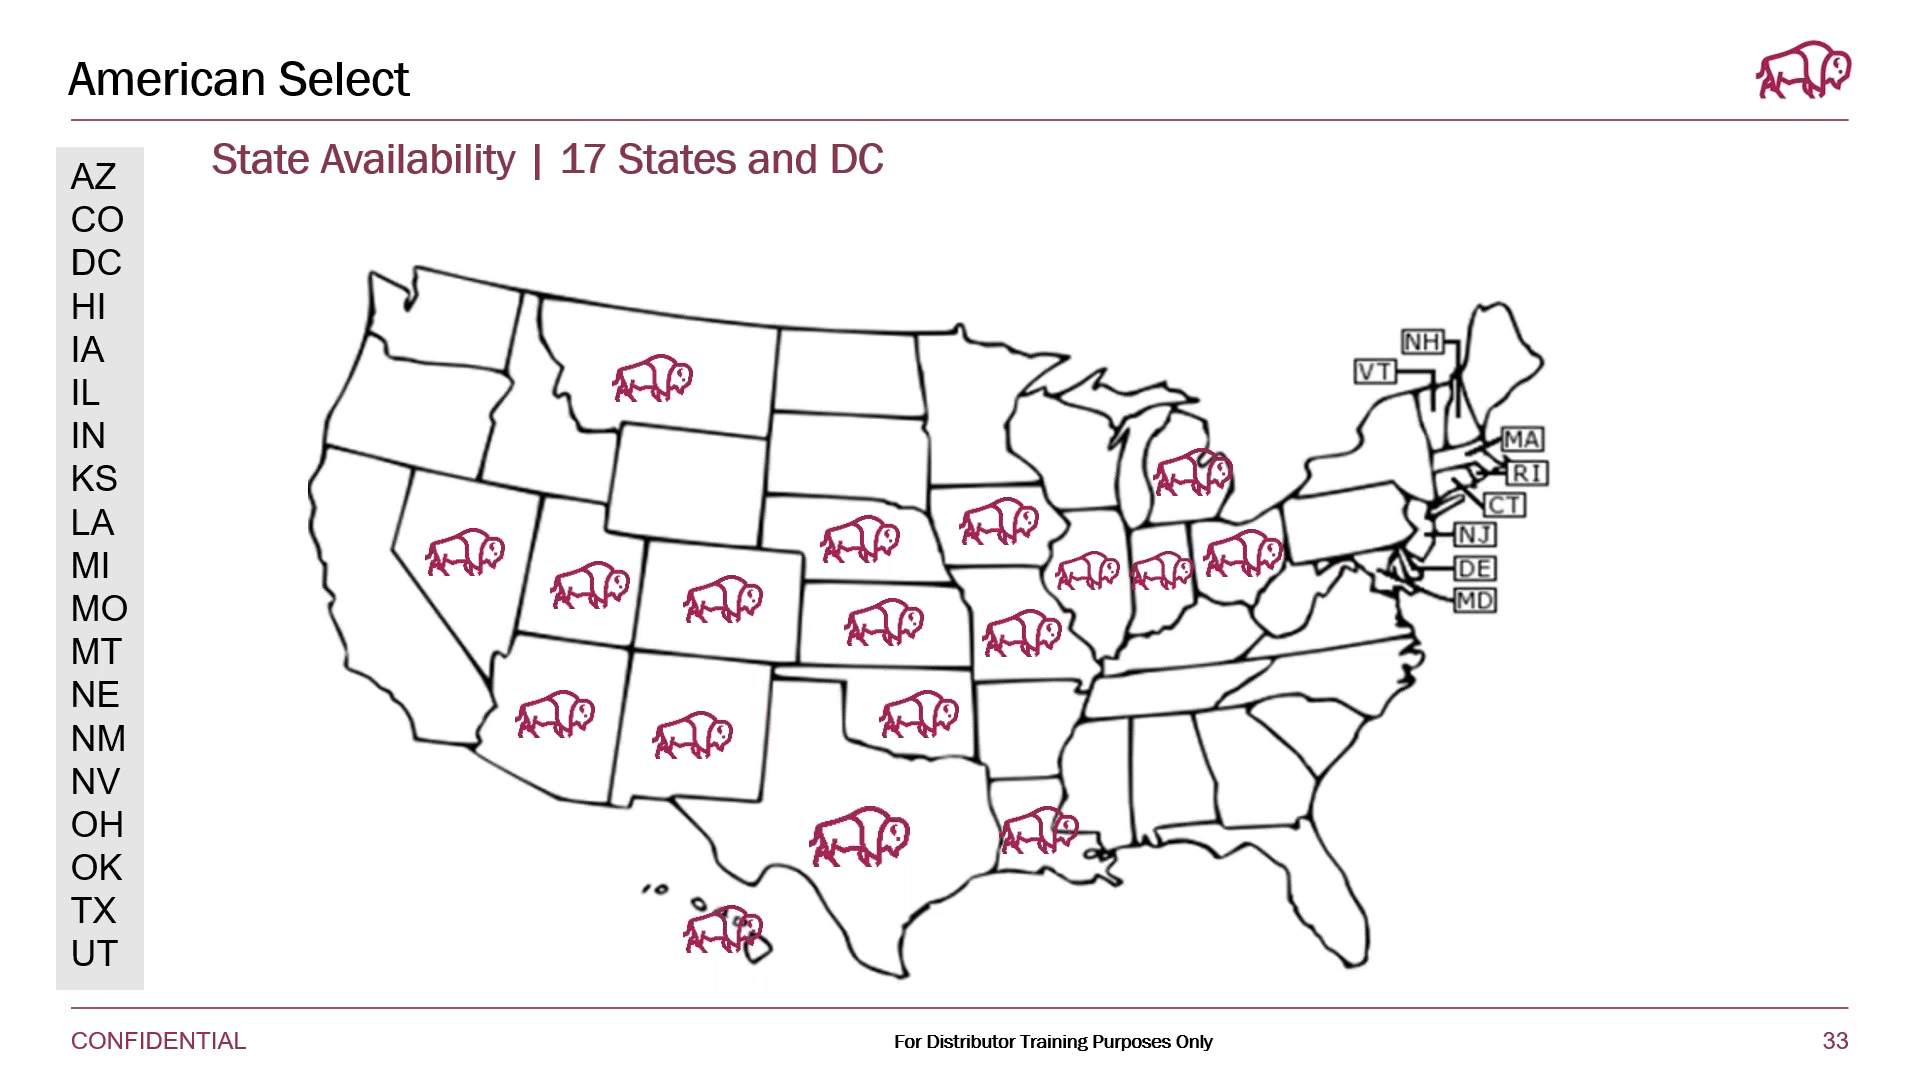 American Select
State Availability | 17 States and DC
AZ
CO
DC
HI
IA
IL
IN
KS
LA
MI
MO
MT
NE
NM
NV
OH
OK
TX
UT
NH
VT
MA
RI
CT
NJ
DE
MD
CONFIDENTIAL
For Distributor Training Purposes Only
33